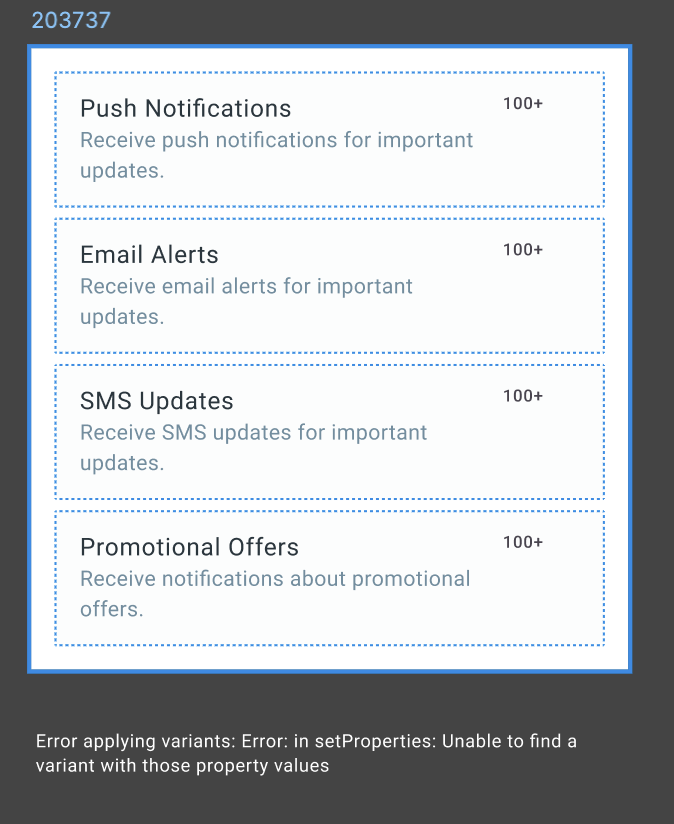 203737
Push Notifications
100+
Receive push notifications for important
updates.
Email Alerts
100+
Receive email alerts for important
updates.
SMS Updates
100+
Receive SMS updates for important
updates.
Promotional Offers
100+
Receive notifications about promotional
offers.
Error applying variants: Error: in setProperties: Unable to find a
variant with those property values